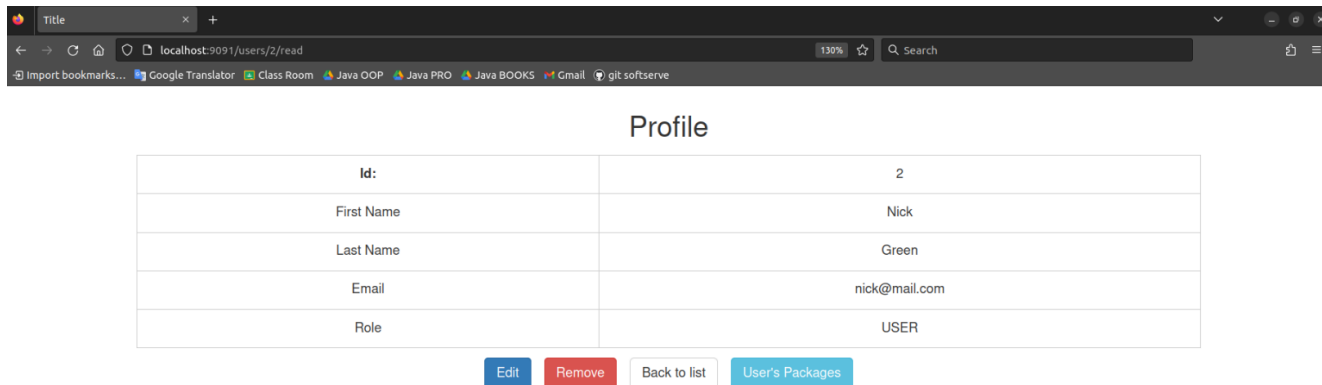 Title
localhost:9091/users/2/read 130% Search
Import bookmarks... Google Translator Class Room Java OOP Java PRO Java BOOKS Gmail git softserve
Profile
Id: 2
First Name Nick
Last Name Green
Email nick@mail.com
Role USER
Edit Remove Back to list User's Packages